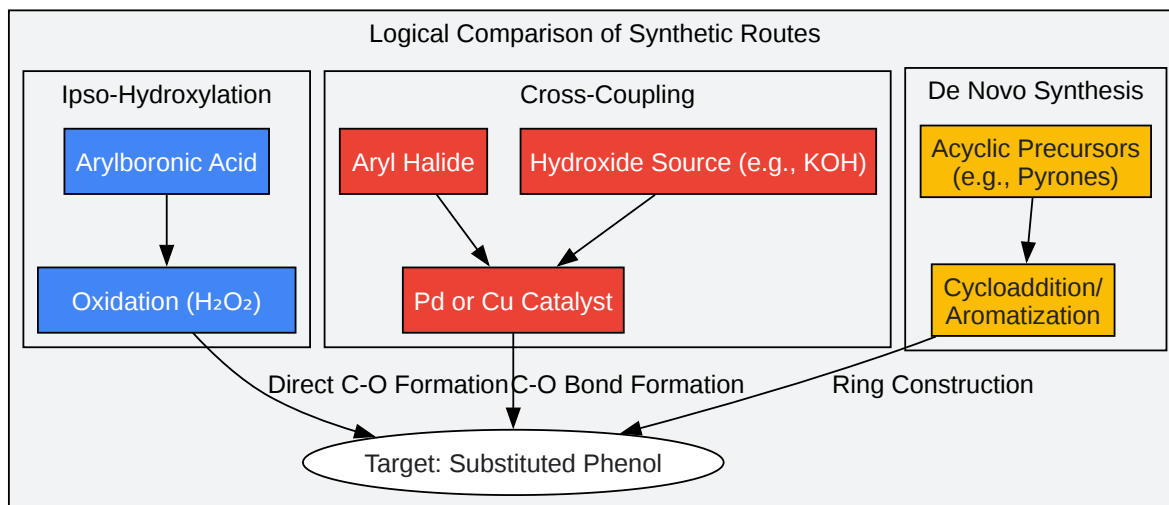 Logical Comparison of Synthetic Routes
Ipso-Hydroxylation
Arylboronic Acid
Oxidation (H₂O₂)
Cross-Coupling
Aryl Halide
Hydroxide Source (e.g., KOH)
Pd or Cu Catalyst
De Novo Synthesis
Acyclic Precursors
(e.g., Pyrones)
Cycloaddition/
Aromatization
Direct C-O Formation
C-O Bond Formation
Ring Construction
Target: Substituted Phenol